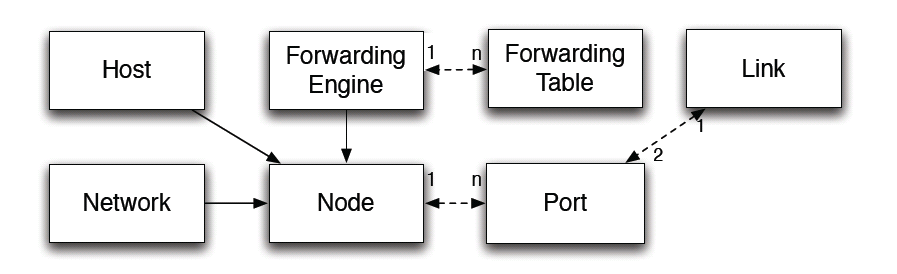 Host
Forwarding
Engine
1
n
Forwarding
Table
Link
1
2
Network
Node
1
n
Port